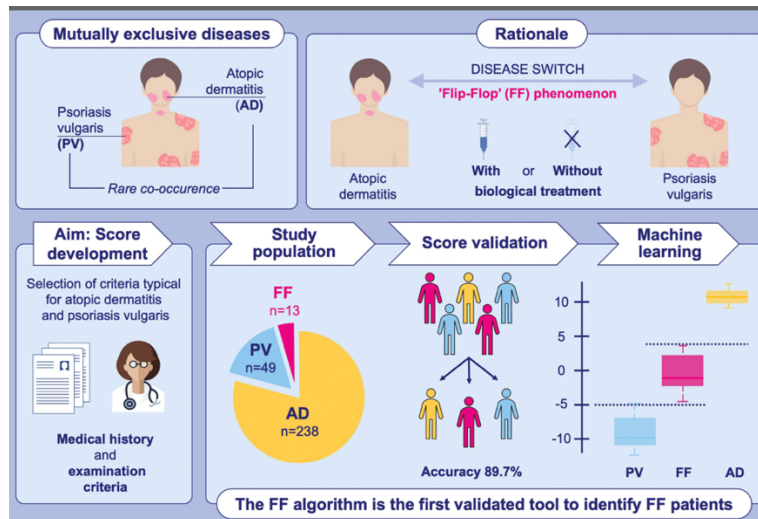 Mutually exclusive diseases
Atopic
dermatitis
(AD)
Psoriasis
vulgaris
(PV)
Rare co-occurence
Rationale
DISEASE SWITCH
'Flip-Flop' (FF) phenomenon
With or Without
biological treatment
Atopic
dermatitis
Psoriasis
vulgaris
Aim: Score
development
Selection of criteria typical
for atopic dermatitis
and psoriasis vulgaris
Medical history
and
examination
criteria
Study
population
FF
n=13
PV
n=49
AD
n=238
Score validation
Accuracy 89.7%
Machine
learning
10
5
0
-5
-10
PV FF AD
The FF algorithm is the first validated tool to identify FF patients